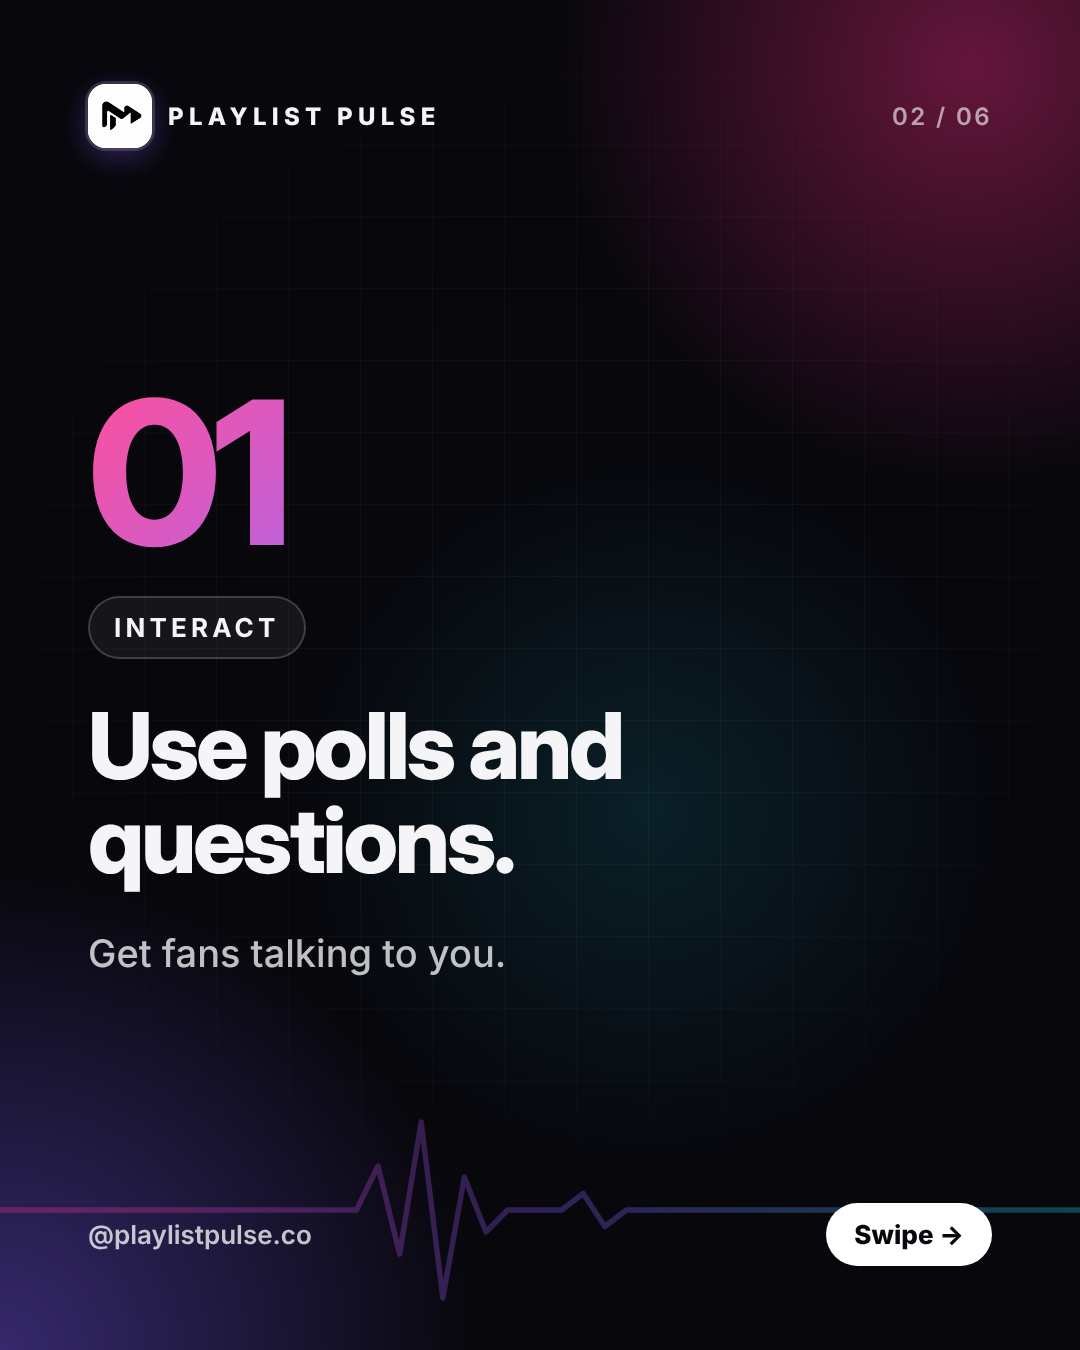 PLAYLIST PULSE
02 / 06
01
INTERACT
Use polls and
questions.
Get fans talking to you.
@playlistpulse.co
Swipe →